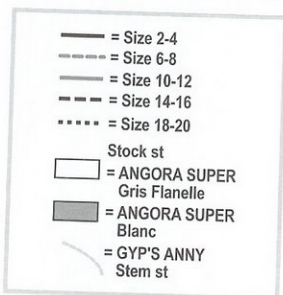 = Size 2-4
= Size 6-8
= Size 10-12
= Size 14-16
= Size 18-20
Stock st
= ANGORA SUPER
Gris Flanelle
= ANGORA SUPER
Blanc
= GYP'S ANNY
Stem st